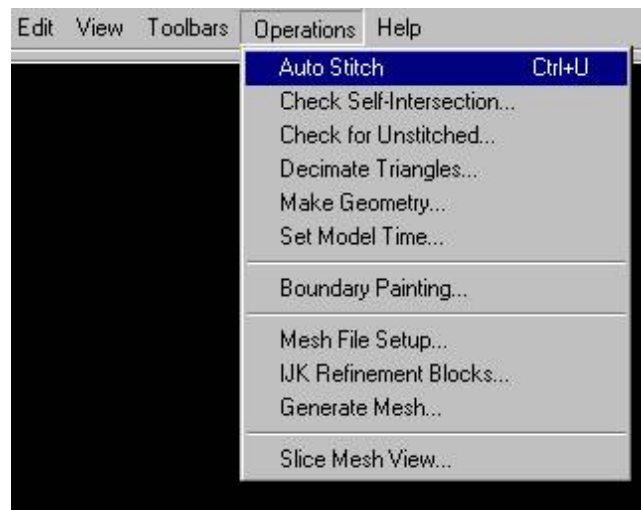 Edit View Toolbars Operations Help
Auto Stitch Ctrl+U
Check Self-Intersection...
Check for Unstitched...
Decimate Triangles...
Make Geometry...
Set Model Time...
Boundary Painting...
Mesh File Setup...
IJK Refinement Blocks...
Generate Mesh...
Slice Mesh View...